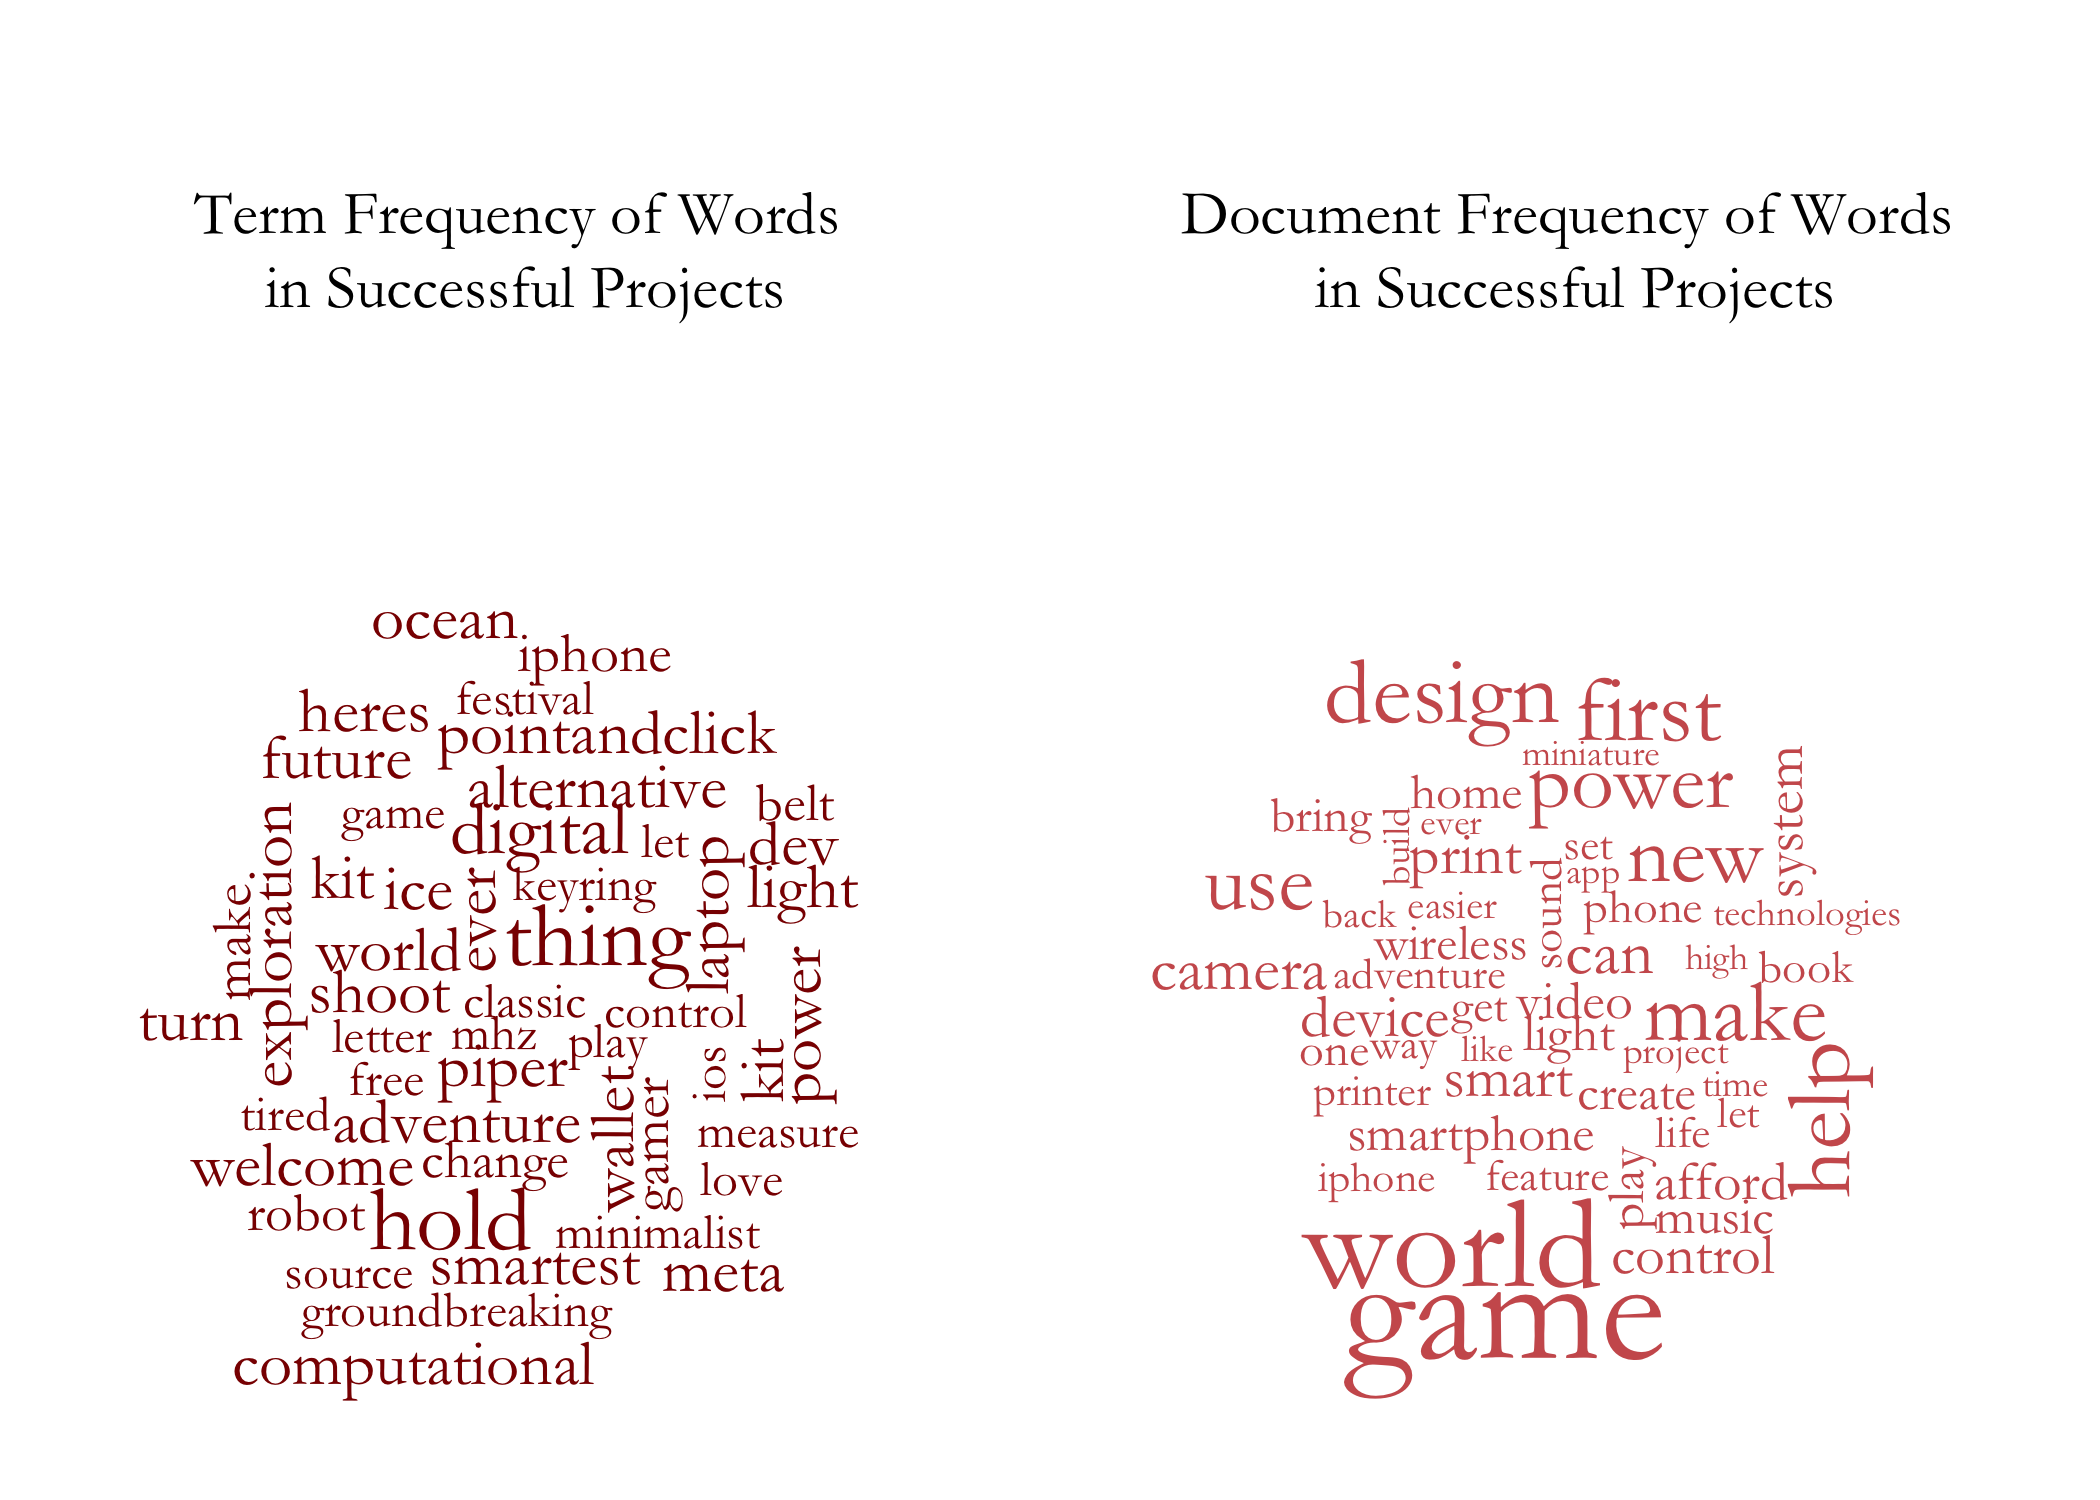 Term Frequency of Words
in Successful Projects
ocean.
iphone
heres
festival
pointandclick
future
alternative
belt
game
digital
let
dev
exploration
kit
ice
ever
keyring
laptop
light
make.
world
thing
power
shoot
classic
control
turn
letter
mhz
play
free
piper
ios
kit
wallet
gamer
tired
adventure
measure
welcome
change
love
robot
hold
minimalist
source
smartest
meta
groundbreaking
computational
Document Frequency of Words
in Successful Projects
design
first
miniature
power
system
home
bring
build
ever
print
sound
set
app
new
use
back
easier
phone
technologies
wireless
can
high
book
camera
adventure
device
get
video
make
light
one
way
like
project
help
printer
smart
create
time
let
smartphone
life
iphone
feature
play
afford
music
world
control
game